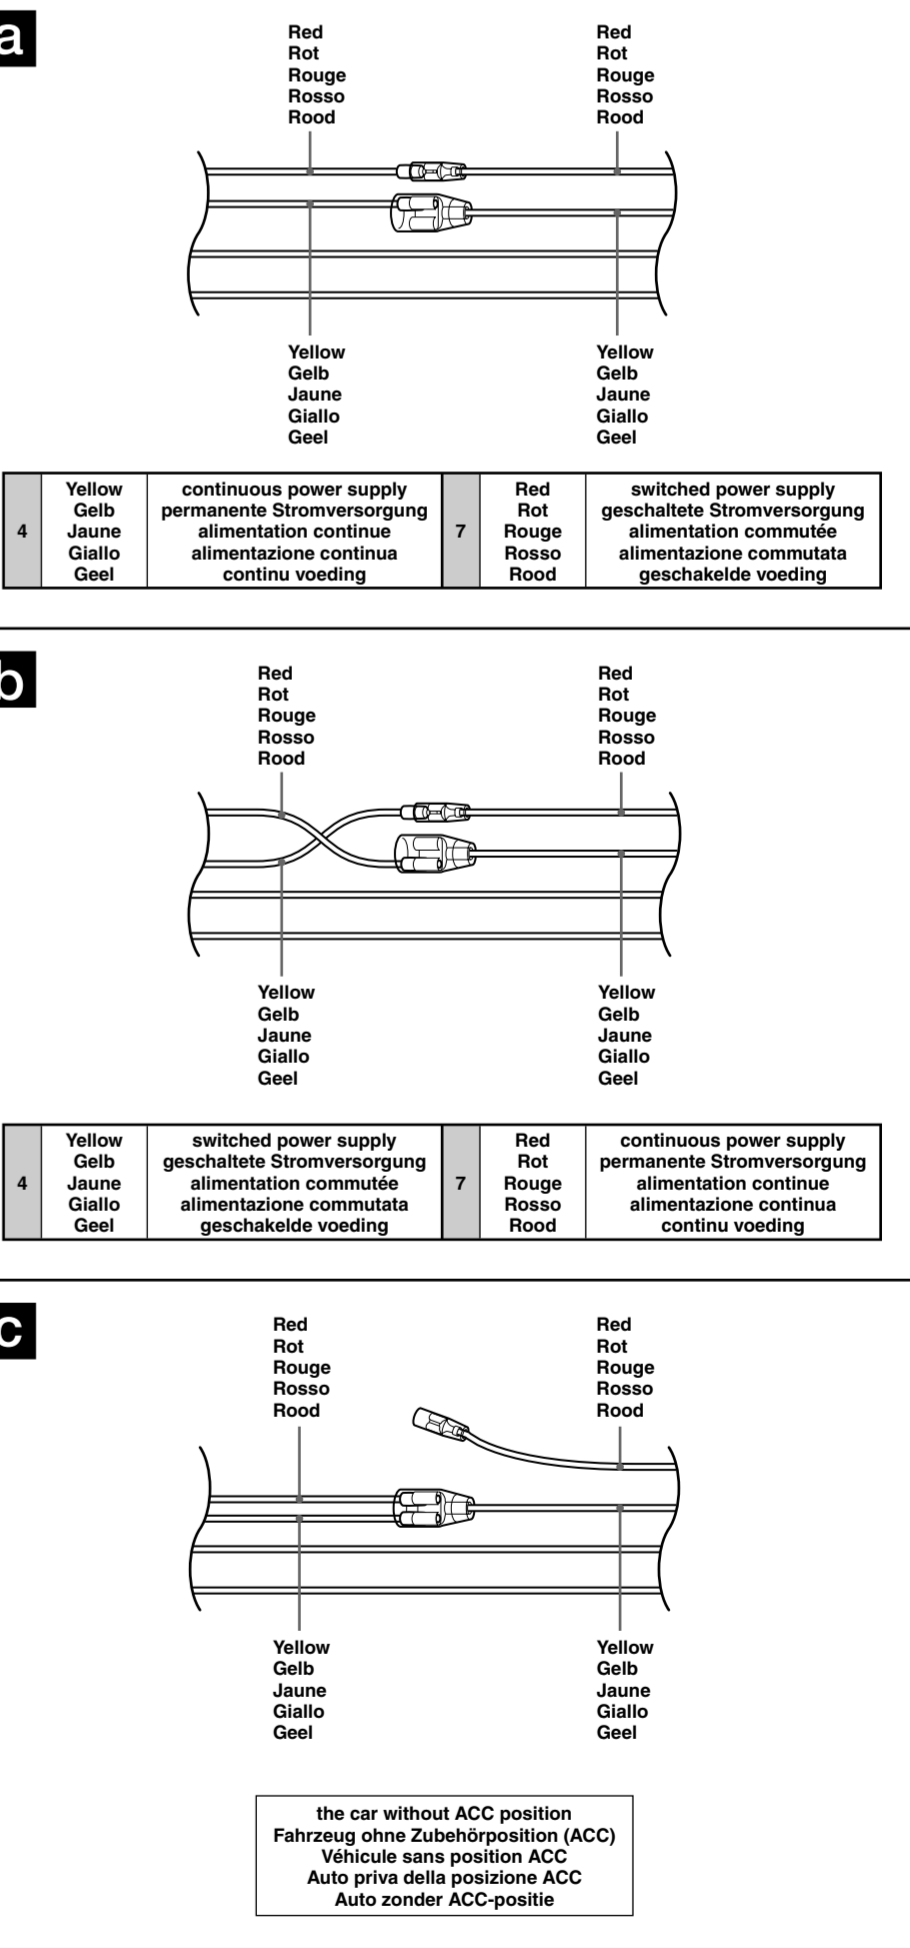 a
Red
Rot
Rouge
Rosso
Rood
Red
Rot
Rouge
Rosso
Rood
Yellow
Gelb
Jaune
Giallo
Geel
Yellow
Gelb
Jaune
Giallo
Geel
4
Yellow
Gelb
Jaune
Giallo
Geel
continuous power supply
permanente Stromversorgung
alimentation continue
alimentazione continua
continu voeding
7
Red
Rot
Rouge
Rosso
Rood
switched power supply
geschaltete Stromversorgung
alimentation commutée
alimentazione commutata
geschakelde voeding
b
Red
Rot
Rouge
Rosso
Rood
Red
Rot
Rouge
Rosso
Rood
Yellow
Gelb
Jaune
Giallo
Geel
Yellow
Gelb
Jaune
Giallo
Geel
4
Yellow
Gelb
Jaune
Giallo
Geel
switched power supply
geschaltete Stromversorgung
alimentation commutée
alimentazione commutata
geschakelde voeding
7
Red
Rot
Rouge
Rosso
Rood
continuous power supply
permanente Stromversorgung
alimentation continue
alimentazione continua
continu voeding
c
Red
Rot
Rouge
Rosso
Rood
Red
Rot
Rouge
Rosso
Rood
Yellow
Gelb
Jaune
Giallo
Geel
Yellow
Gelb
Jaune
Giallo
Geel
the car without ACC position
Fahrzeug ohne Zubehörposition (ACC)
Véhicule sans position ACC
Auto priva della posizione ACC
Auto zonder ACC-positie